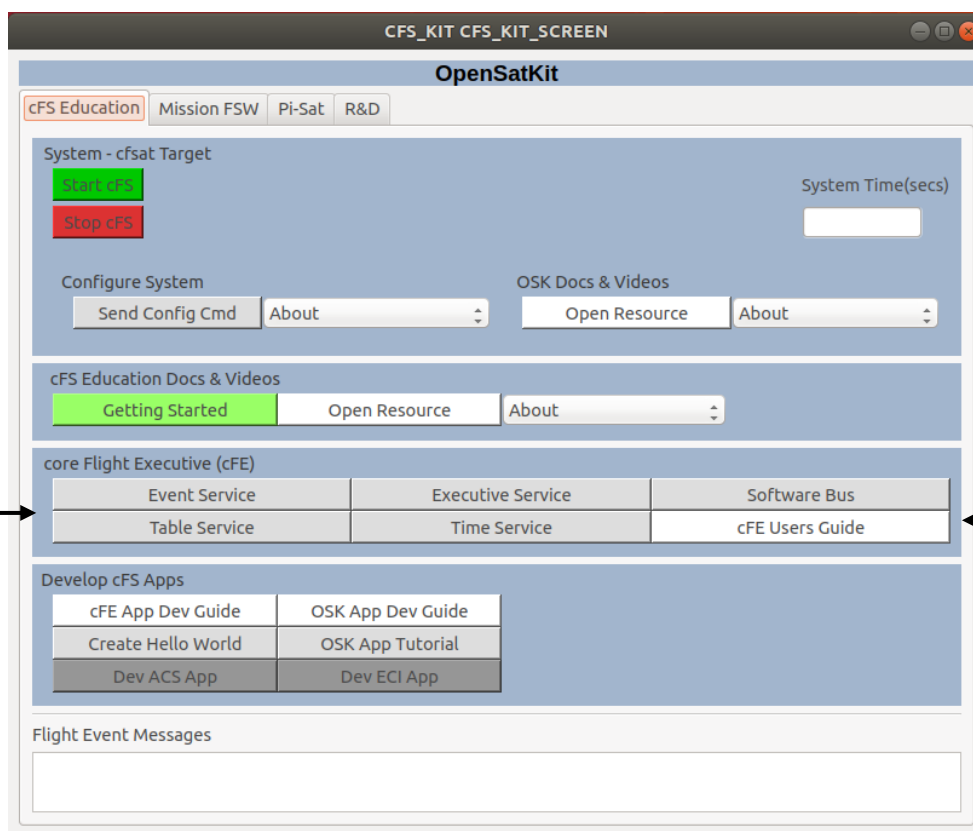 CFS_KIT CFS_KIT_SCREEN
OpenSatKit
cFS Education Mission FSW Pi-Sat R&D
System - cfsat Target
Start cFS
System Time(secs)
Stop cFS
Configure System OSK Docs & Videos
Send Config Cmd About Open Resource About
cFS Education Docs & Videos
Getting Started Open Resource About
core Flight Executive (cFE)
Event Service Executive Service Software Bus
Table Service Time Service cFE Users Guide
Develop cFS Apps
cFE App Dev Guide OSK App Dev Guide
Create Hello World OSK App Tutorial
Dev ACS App Dev ECI App
Flight Event Messages